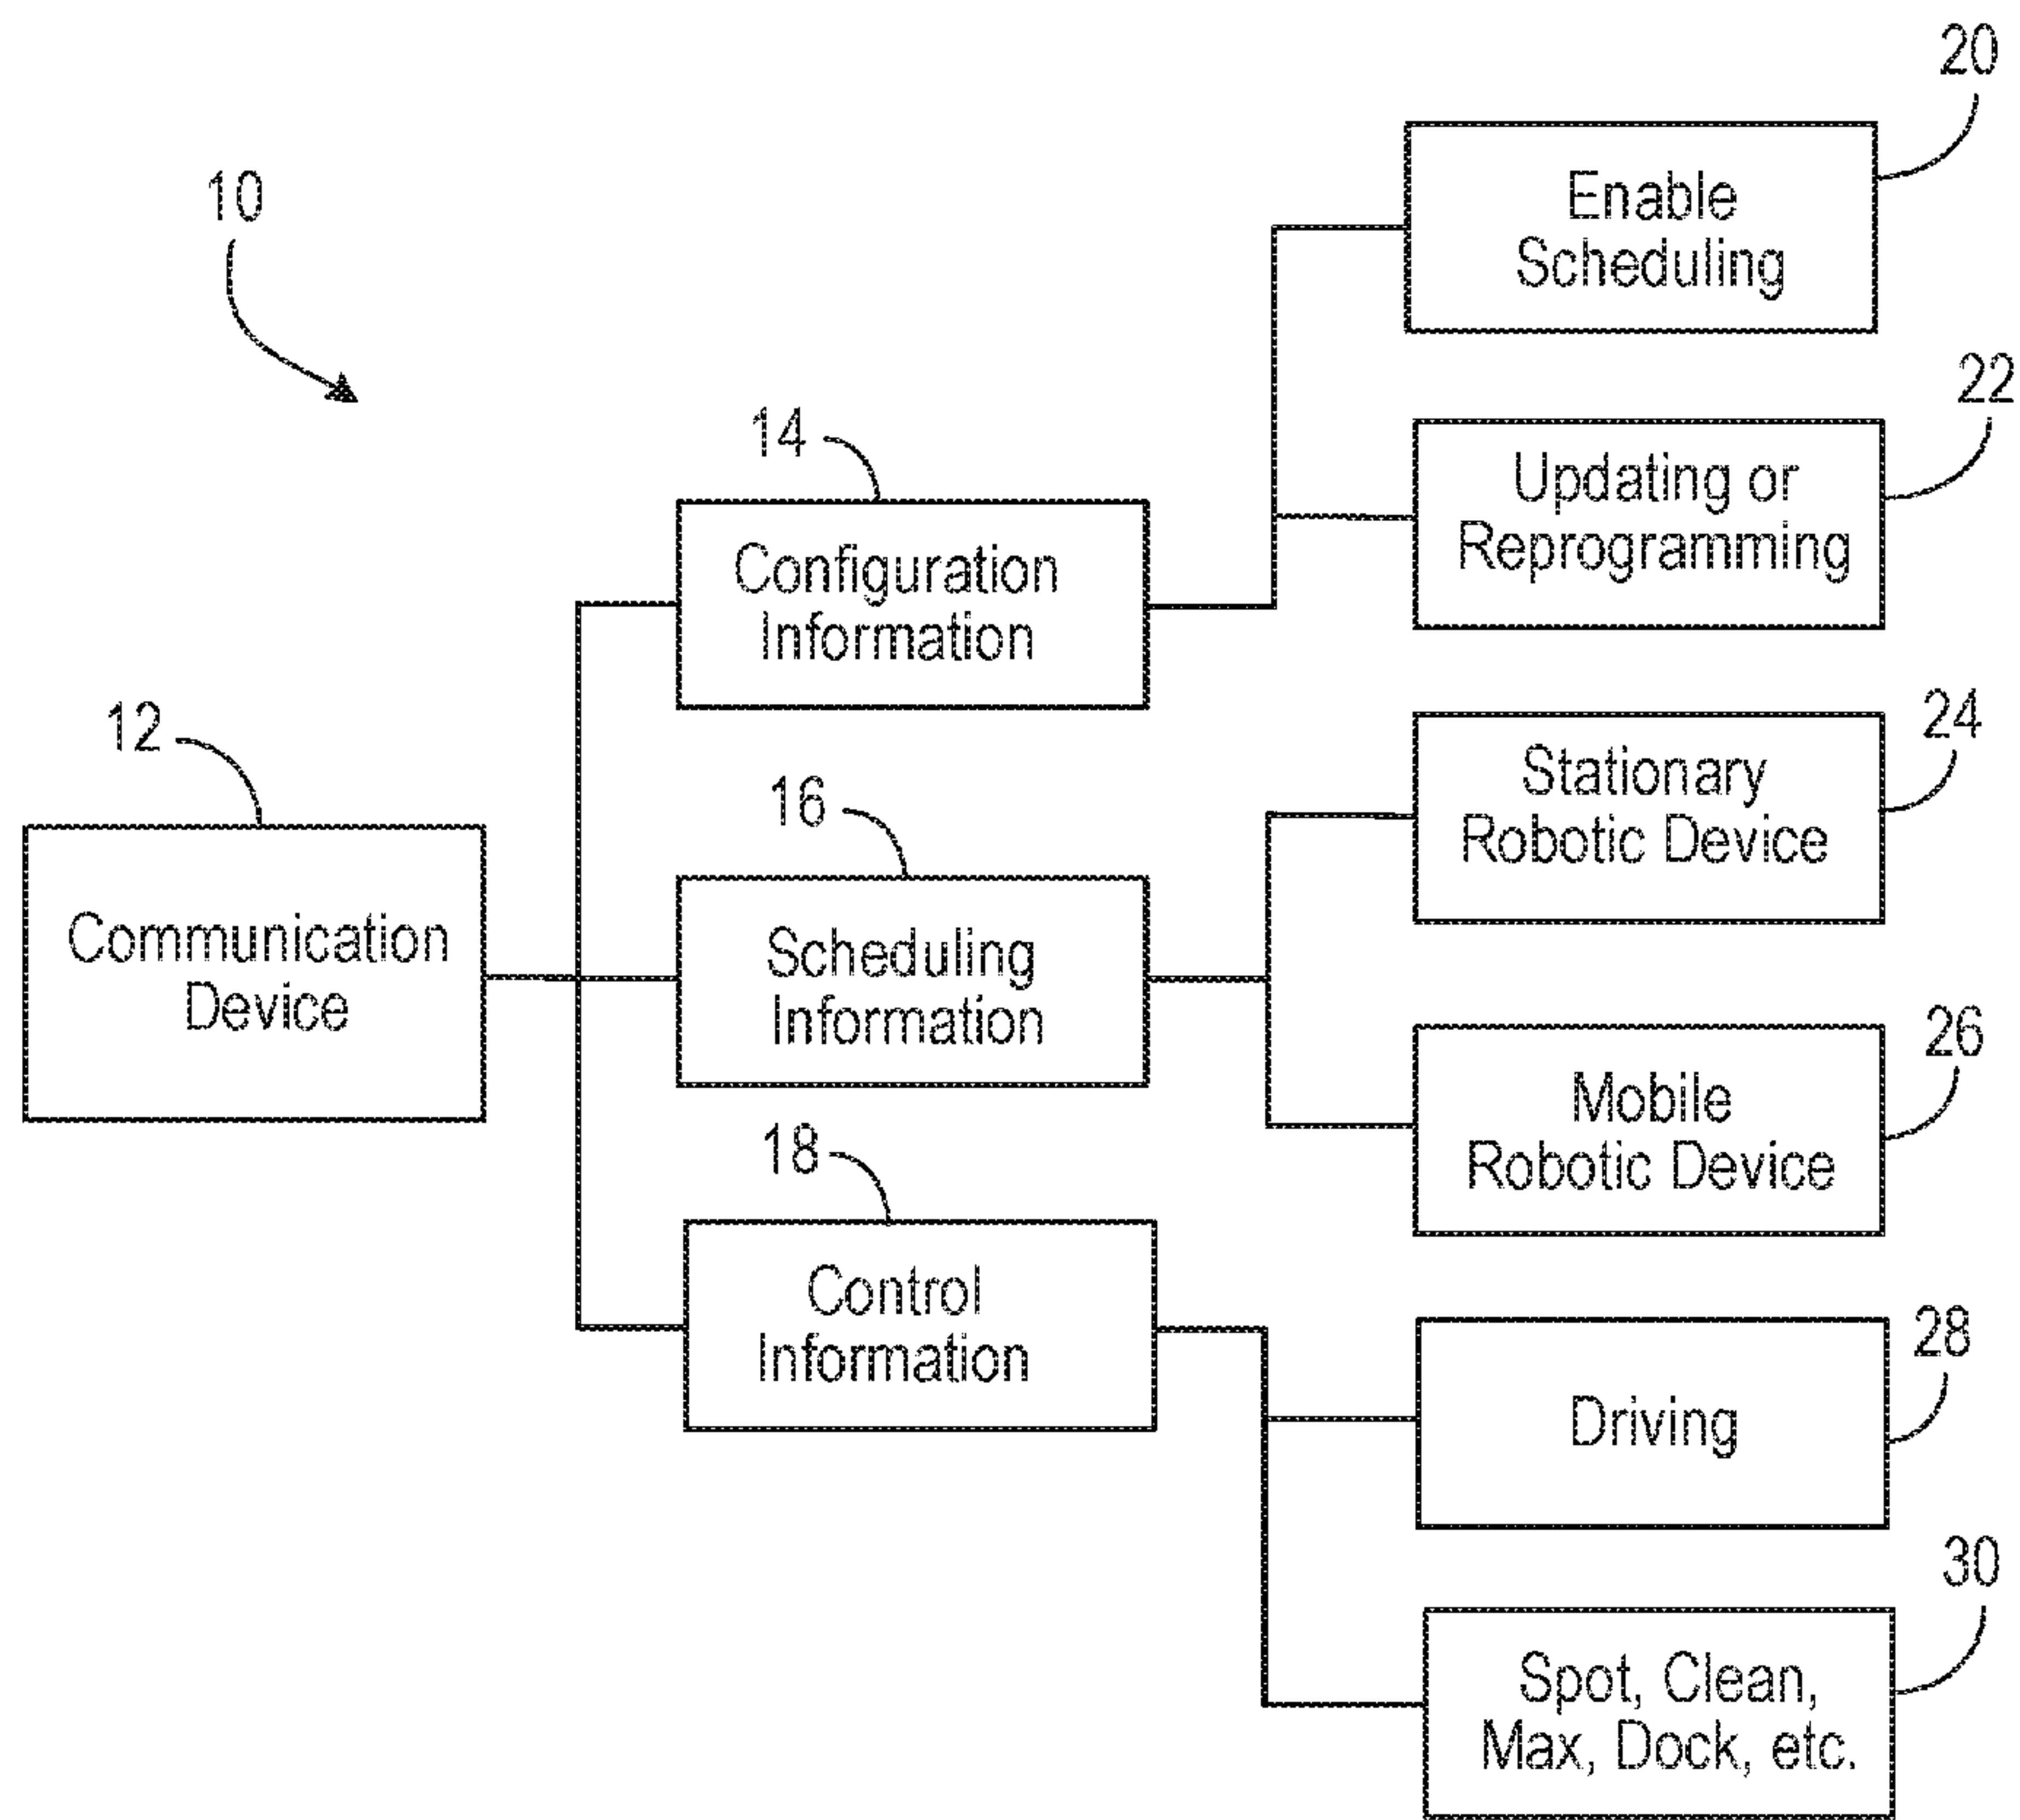 10
12
Communication
Device
14
Configuration
Information
16
Scheduling
Information
18
Control
Information
20
Enable
Scheduling
22
Updating or
Reprogramming
24
Stationary
Robotic Device
26
Mobile
Robotic Device
28
Driving
30
Spot, Clean,
Max, Dock, etc.